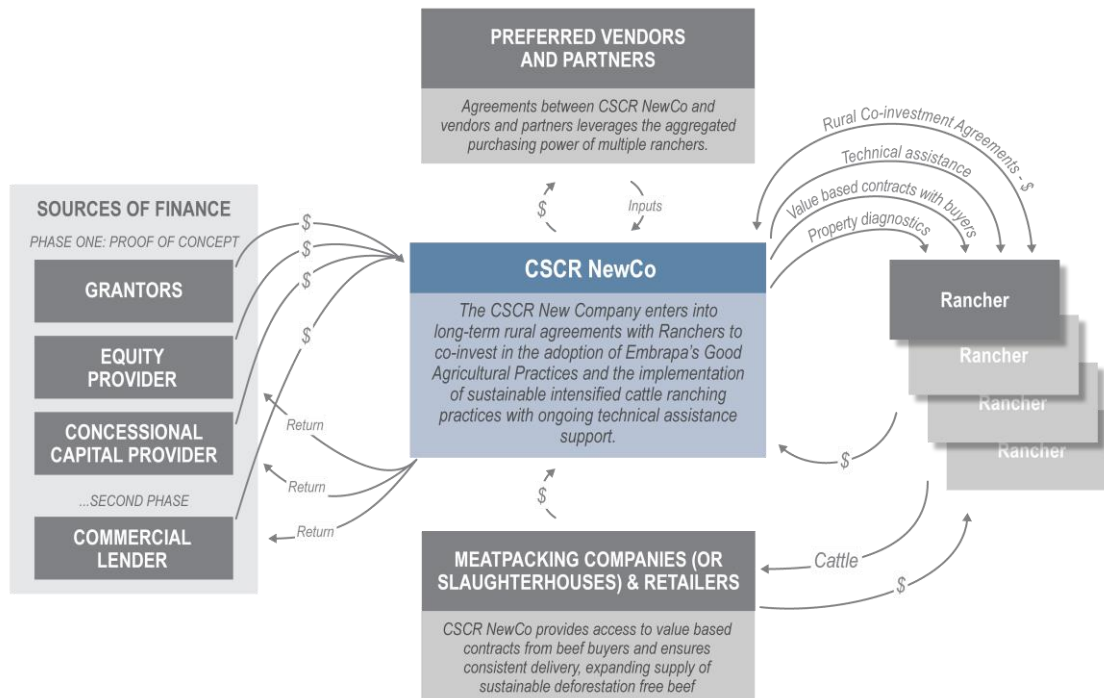 PREFERRED VENDORS
AND PARTNERS
Agreements between CSCR NewCo and
vendors and partners leverages the aggregated
purchasing power of multiple ranchers.
$
Inputs
Rural Co-investment Agreements - $
Technical assistance
Value based contracts with buyers
Property diagnostics
SOURCES OF FINANCE
PHASE ONE: PROOF OF CONCEPT
GRANTORS
EQUITY
PROVIDER
CONCESSIONAL
CAPITAL PROVIDER
...SECOND PHASE
COMMERCIAL
LENDER
$
$
$
$
Return
Return
Return
CSCR NewCo
The CSCR New Company enters into
long-term rural agreements with Ranchers to
co-invest in the adoption of Embrapa's Good
Agricultural Practices and the implementation
of sustainable intensified cattle ranching
practices with ongoing technical assistance
support.
Rancher
Rancher
Rancher
Rancher
$
$
Cattle
$
MEATPACKING COMPANIES (OR
SLAUGHTERHOUSES) & RETAILERS
CSCR NewCo provides access to value based
contracts from beef buyers and ensures
consistent delivery, expanding supply of
sustainable deforestation free beef